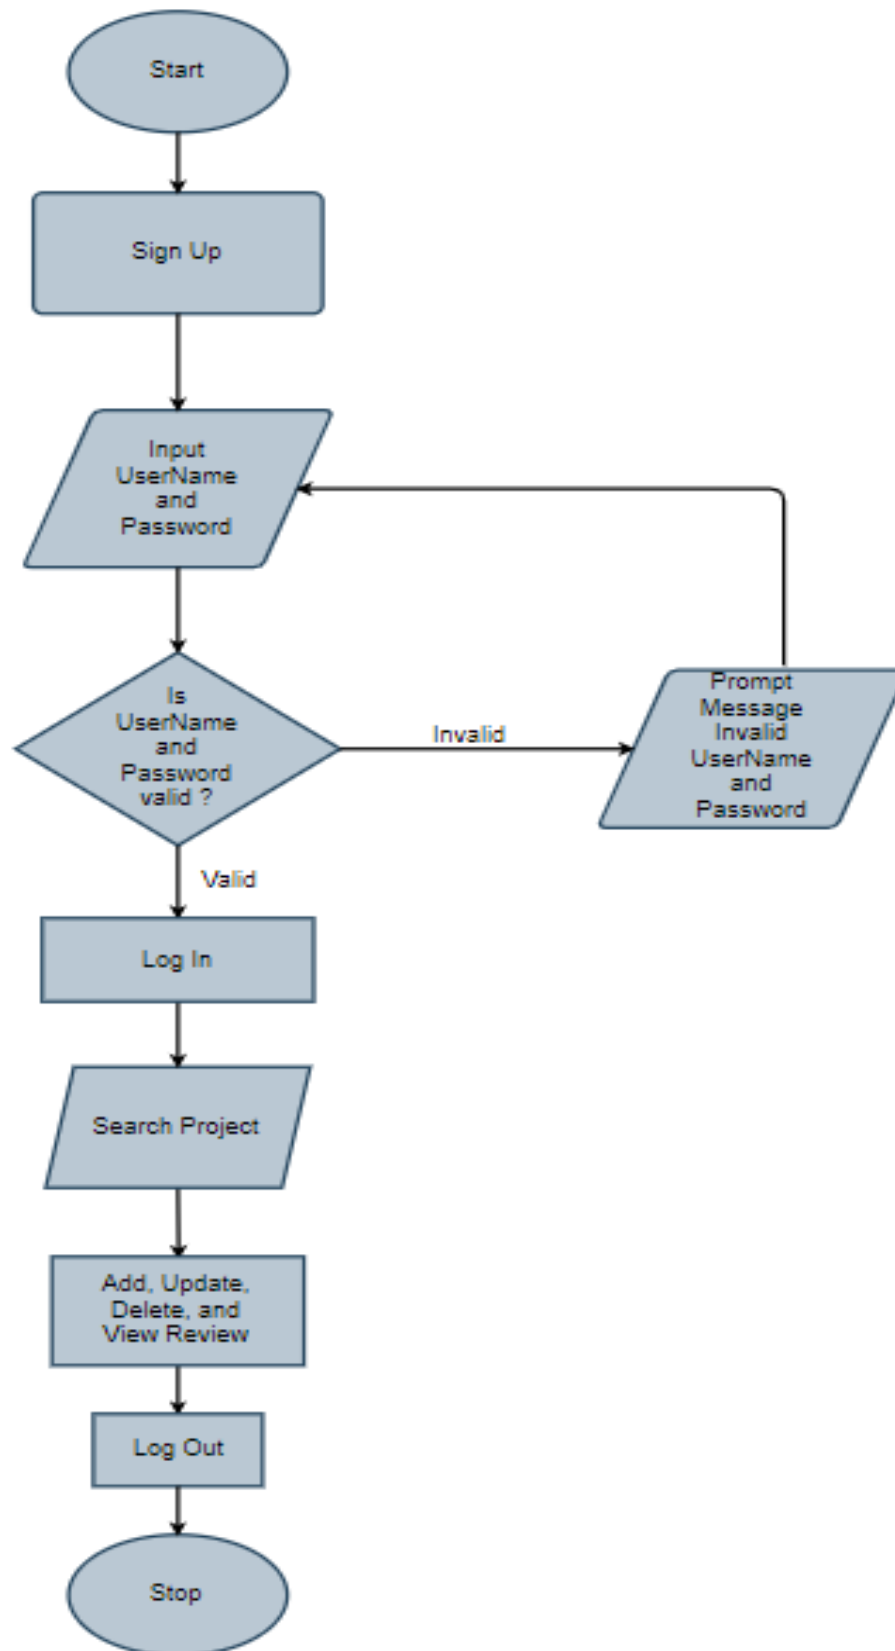 Start
Sign Up
Input
UserName
and
Password
Is
UserName
and
Password
valid ?
Invalid
Prompt
Message
Invalid
UserName
and
Password
Valid
Log In
Search Project
Add, Update,
Delete, and
View Review
Log Out
Stop